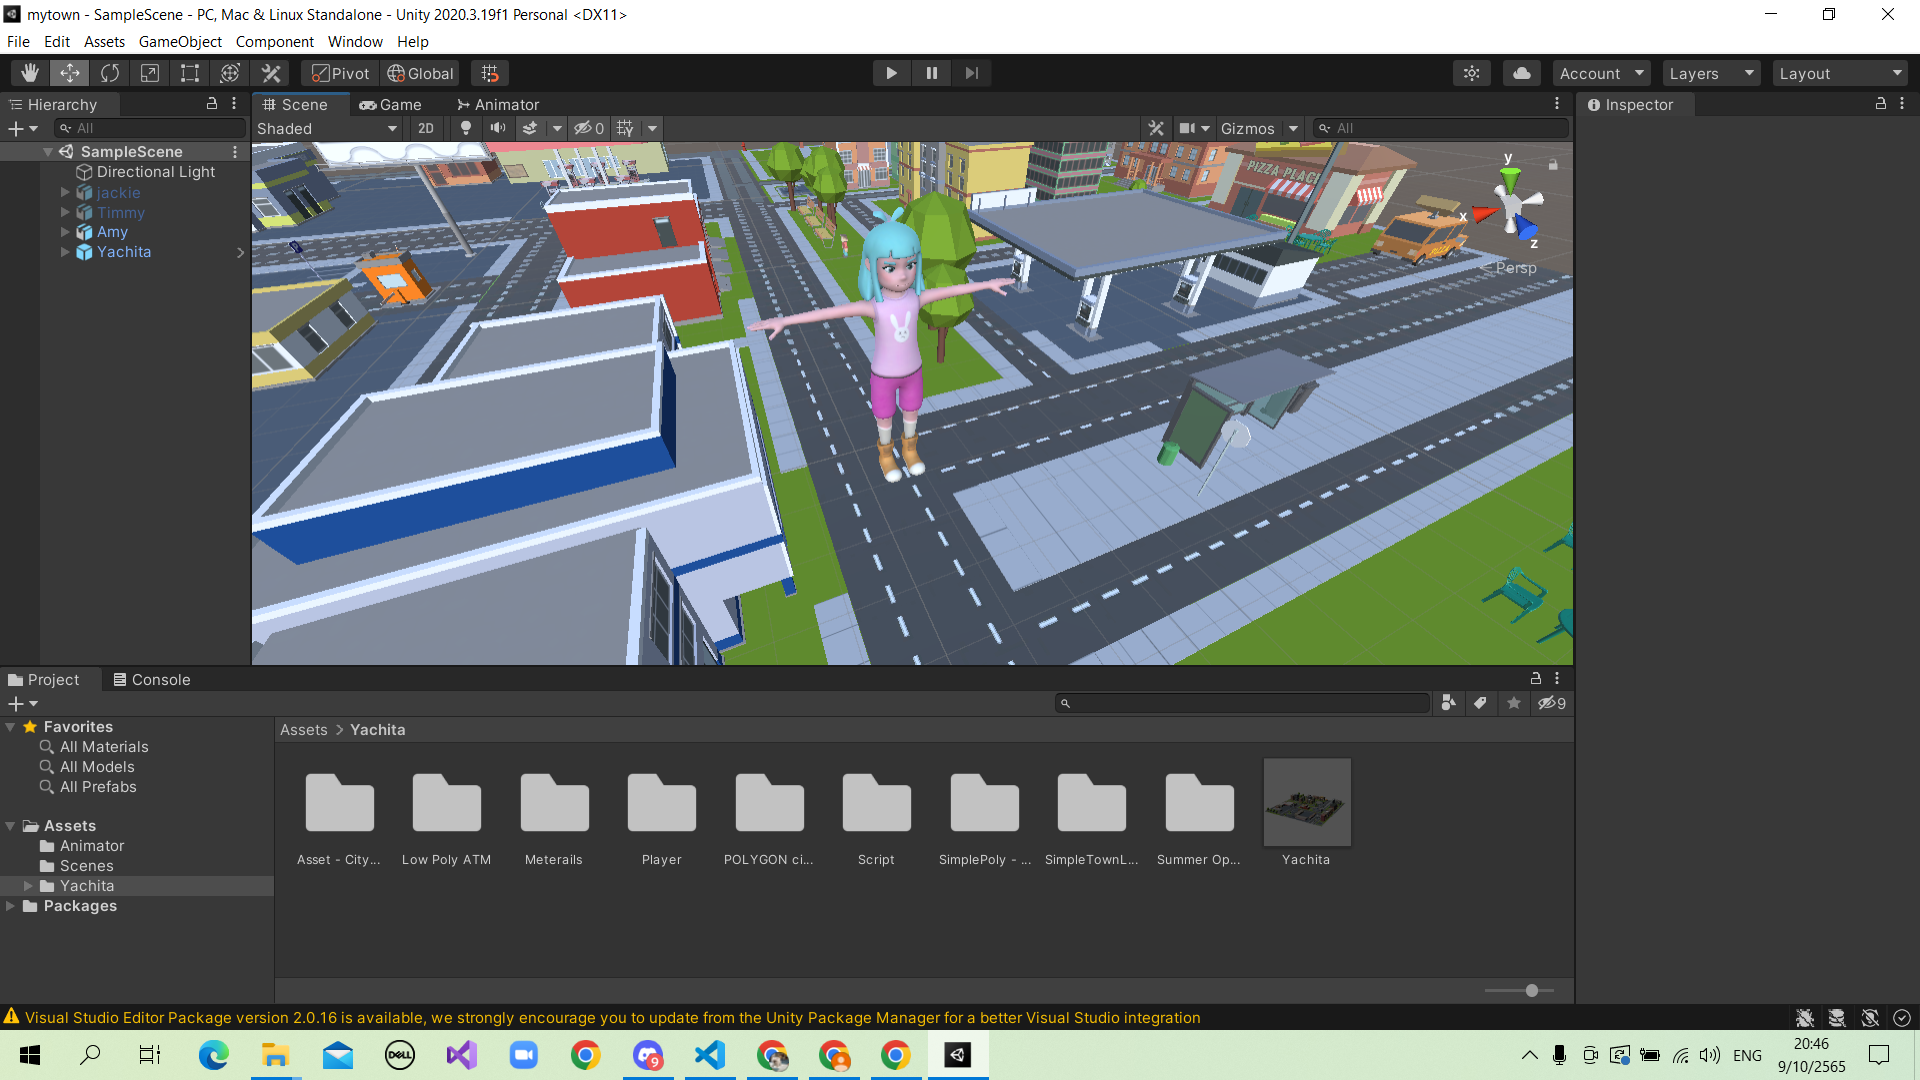 mytown - SampleScene - PC, Mac & Linux Standalone - Unity 2020.3.19f1 Personal <DX11>
File Edit Assets GameObject Component Window Help
Pivot Global Account Layers Layout
Hierarchy
Scene Game Animator
Inspector
All
Shaded 2D 0 Gizmos All
SampleScene
Directional Light
jackie
Timmy
Amy
Yachita
PIZZA PLACE
y
x
z
Persp
Project Console
9
Favorites
All Materials
All Models
All Prefabs
Assets
Animator
Scenes
Yachita
Packages
Assets > Yachita
Asset - City... Low Poly ATM Meterails Player POLYGON ci... Script SimplePoly - ... SimpleTownL... Summer Op... Yachita
Visual Studio Editor Package version 2.0.16 is available, we strongly encourage you to update from the Unity Package Manager for a better Visual Studio integration
DELL
9
ENG
20:46
9/10/2565